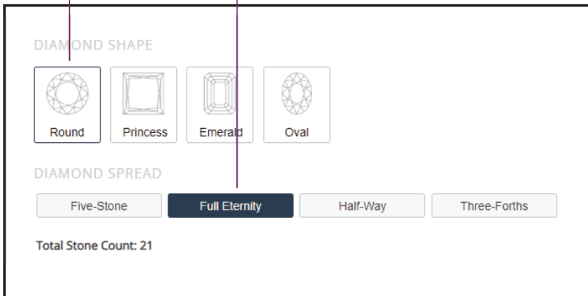 DIAMOND SHAPE
Round Princess Emerald Oval
DIAMOND SPREAD
Five-Stone Full Eternity Half-Way Three-Forths
Total Stone Count: 21